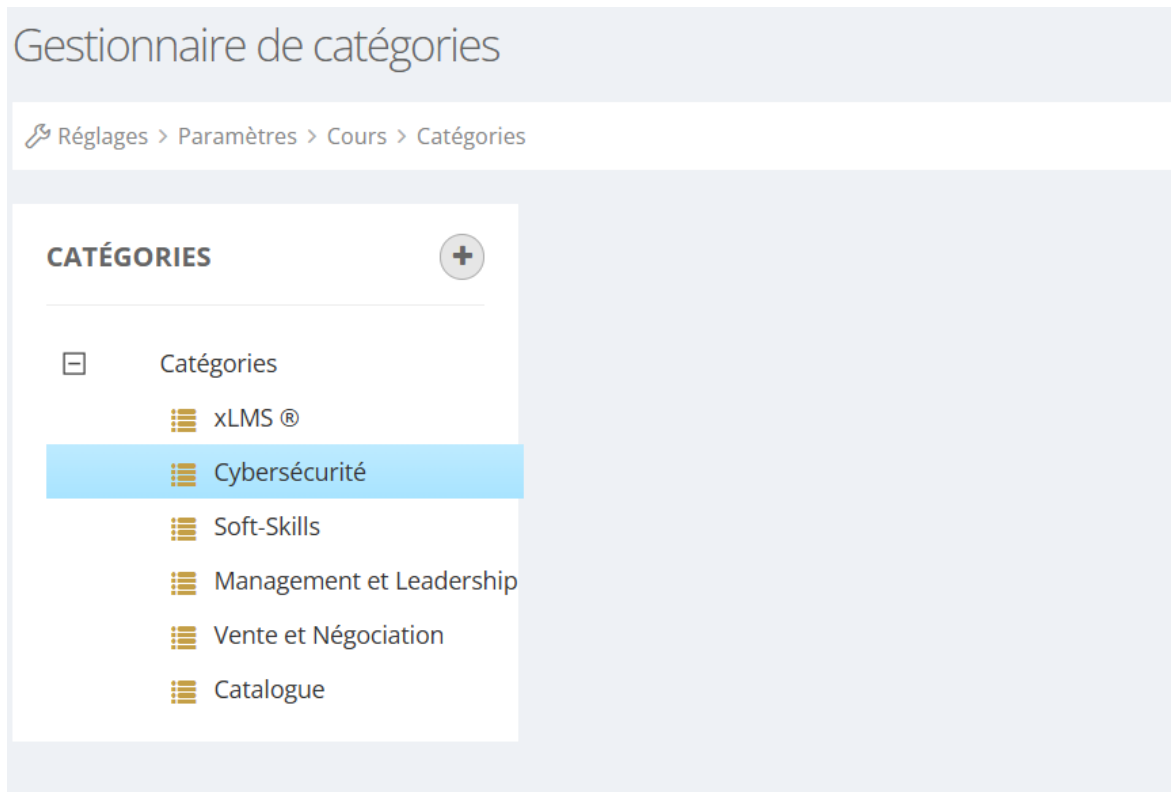 Gestionnaire de catégories
Réglages > Paramètres > Cours > Catégories
CATÉGORIES
Catégories
xLMS ®
Cybersécurité
Soft-Skills
Management et Leadership
Vente et Négociation
Catalogue